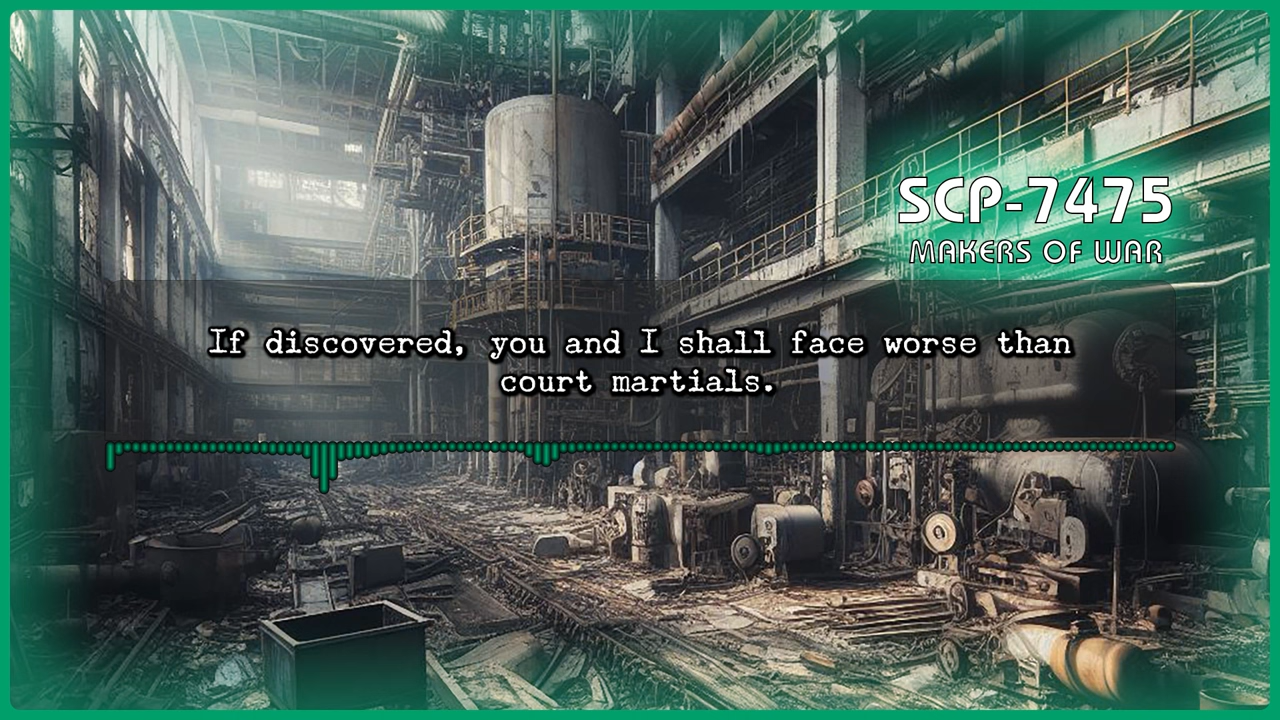 SCP-7475
MAKERS OF WAR
If discovered, you and I shall face worse than
court martials.